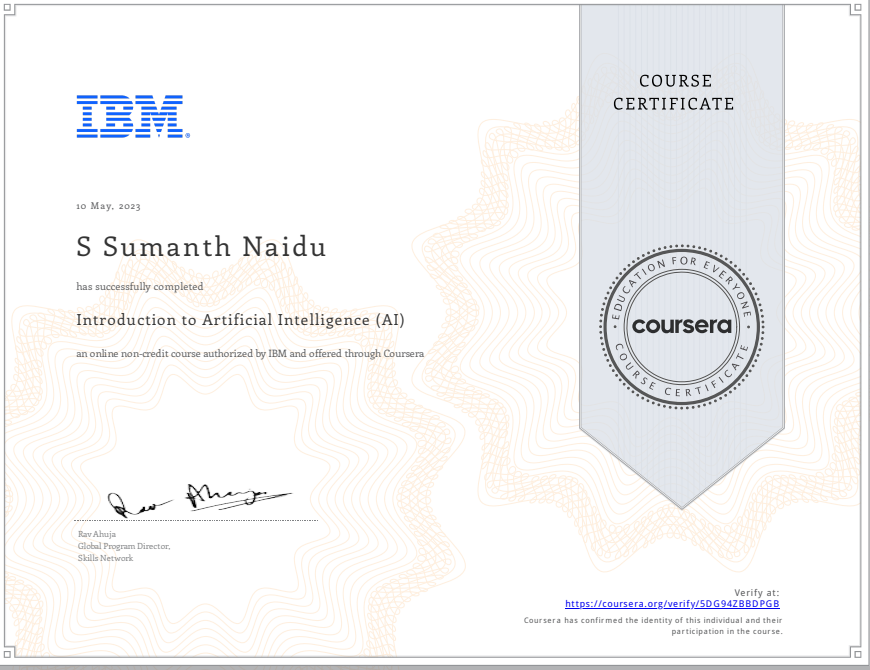 COURSE
CERTIFICATE
IBM®
10 May, 2023
S Sumanth Naidu
has successfully completed
Introduction to Artificial Intelligence (AI)
an online non-credit course authorized by IBM and offered through Coursera
EDUCATION FOR EVERYONE
coursera
COURSE CERTIFICATE
Rav Ahuja
Global Program Director,
Skills Network
Verify at:
https://coursera.org/verify/5DG94ZBBDPGB
Coursera has confirmed the identity of this individual and their
participation in the course.